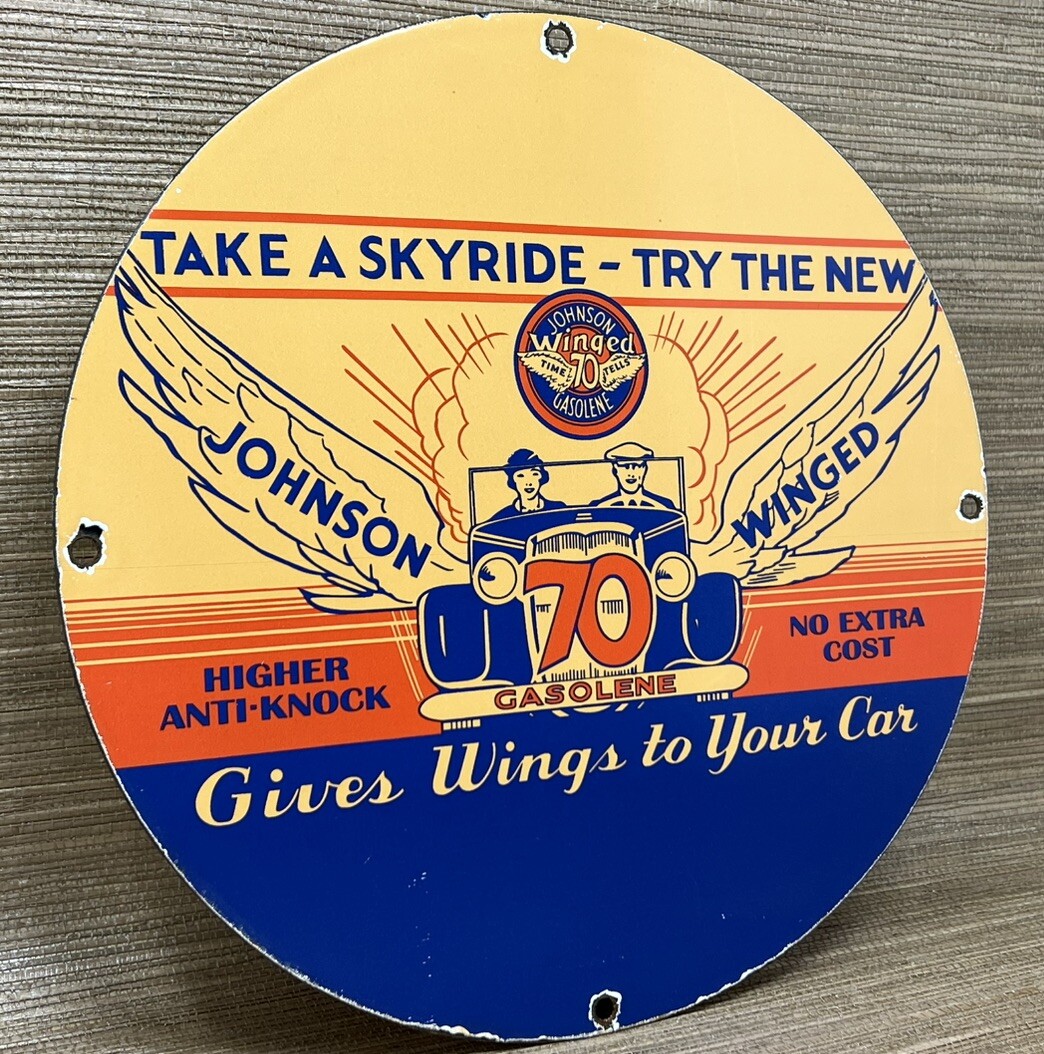 TAKE A SKYRIDE - TRY THE NEW
JOHNSON
Winged
TIME 70 TELLS
GASOLENE
JOHNSON
WINGED
70
GASOLENE
HIGHER
ANTI-KNOCK
NO EXTRA
COST
Gives Wings to Your Car